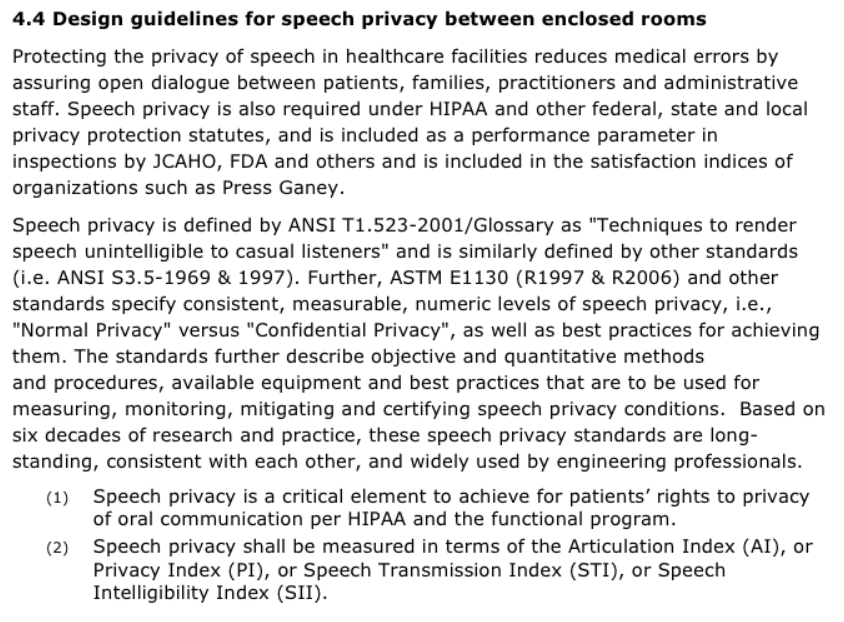 4.4 Design guidelines for speech privacy between enclosed rooms
Protecting the privacy of speech in healthcare facilities reduces medical errors by
assuring open dialogue between patients, families, practitioners and administrative
staff. Speech privacy is also required under HIPAA and other federal, state and local
privacy protection statutes, and is included as a performance parameter in
inspections by JCAHO, FDA and others and is included in the satisfaction indices of
organizations such as Press Ganey.
Speech privacy is defined by ANSI T1.523-2001/Glossary as "Techniques to render
speech unintelligible to casual listeners" and is similarly defined by other standards
(i.e. ANSI S3.5-1969 & 1997). Further, ASTM E1130 (R1997 & R2006) and other
standards specify consistent, measurable, numeric levels of speech privacy, i.e.,
"Normal Privacy" versus "Confidential Privacy", as well as best practices for achieving
them. The standards further describe objective and quantitative methods
and procedures, available equipment and best practices that are to be used for
measuring, monitoring, mitigating and certifying speech privacy conditions.  Based on
six decades of research and practice, these speech privacy standards are long-
standing, consistent with each other, and widely used by engineering professionals.
(1) Speech privacy is a critical element to achieve for patients’ rights to privacy
of oral communication per HIPAA and the functional program.
(2) Speech privacy shall be measured in terms of the Articulation Index (AI), or
Privacy Index (PI), or Speech Transmission Index (STI), or Speech
Intelligibility Index (SII).